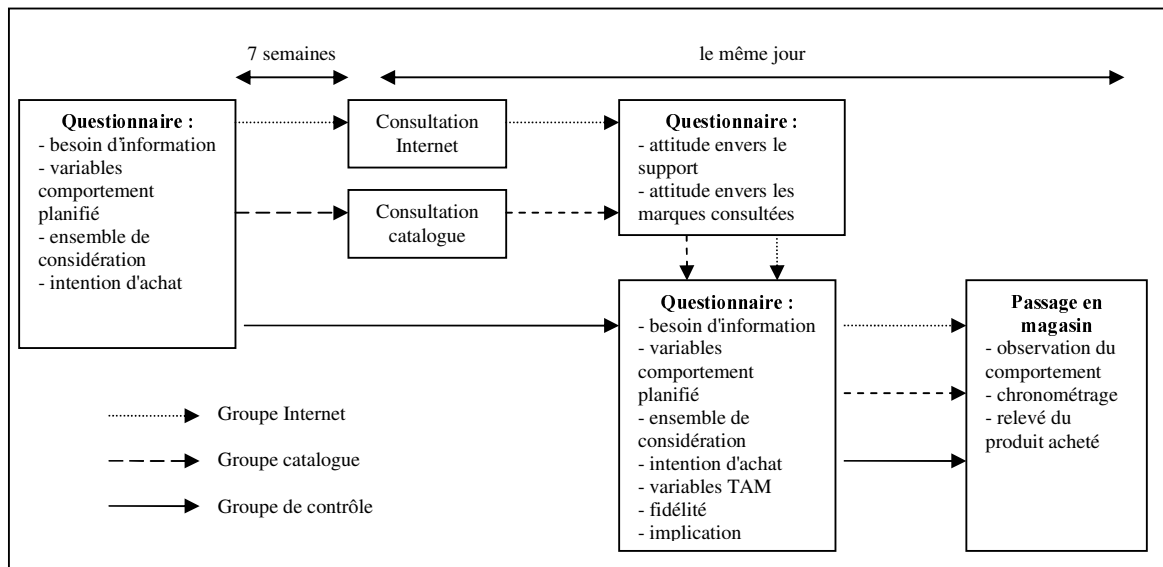 7 semaines
le même jour
Questionnaire :
- besoin d'information
- variables
comportement
planifié
- ensemble de
considération
- intention d'achat
Consultation
Internet
Consultation
catalogue
Questionnaire :
- attitude envers le
support
- attitude envers les
marques consultées
Questionnaire :
- besoin d'information
- variables
comportement
planifié
- ensemble de
considération
- intention d'achat
- variables TAM
- fidélité
- implication
Passage en
magasin
- observation du
comportement
- chronométrage
- relevé du
produit acheté
Groupe Internet
Groupe catalogue
Groupe de contrôle